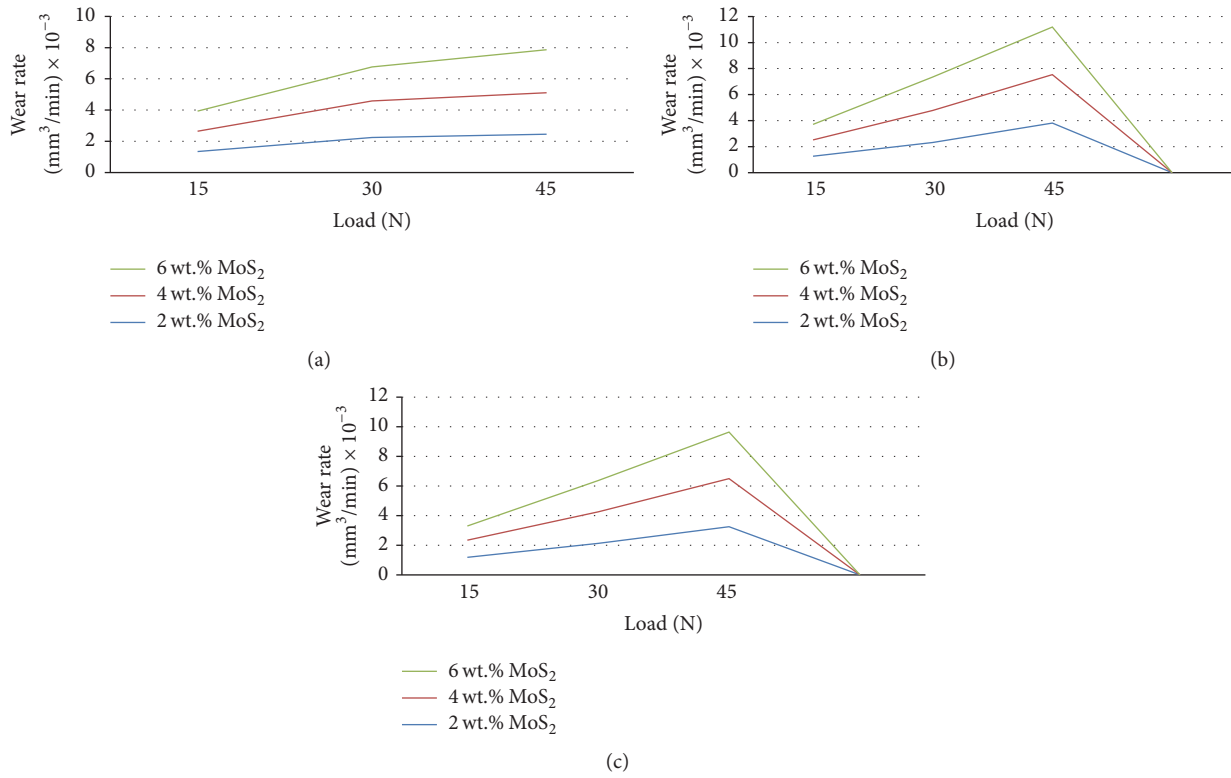 Wear rate
(mm³/min) × 10⁻³
10
8
6
4
2
0
15 30 45
Load (N)
6 wt.% MoS₂
4 wt.% MoS₂
2 wt.% MoS₂
(a)
Wear rate
(mm³/min) × 10⁻³
12
10
8
6
4
2
0
15 30 45
Load (N)
6 wt.% MoS₂
4 wt.% MoS₂
2 wt.% MoS₂
(b)
Wear rate
(mm³/min) × 10⁻³
12
10
8
6
4
2
0
15 30 45
Load (N)
6 wt.% MoS₂
4 wt.% MoS₂
2 wt.% MoS₂
(c)